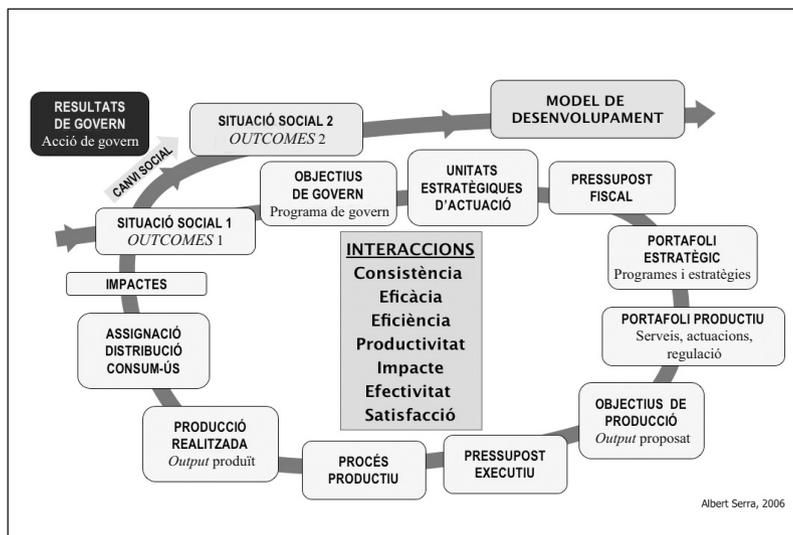 RESULTATS
DE GOVERN
Acció de govern
CANVI SOCIAL
SITUACIÓ SOCIAL 2
OUTCOMES 2
MODEL DE
DESENVOLUPAMENT
SITUACIÓ SOCIAL 1
OUTCOMES 1
OBJECTIUS
DE GOVERN
Programa de govern
UNITATS
ESTRATÈGIQUES
D'ACTUACIÓ
PRESSUPOST
FISCAL
PORTAFOLI
ESTRATÈGIC
Programes i estratègies
PORTAFOLI PRODUCTIU
Serveis, actuacions,
regulació
OBJECTIUS DE
PRODUCCIÓ
Output proposat
PRESSUPOST
EXECUTIU
PROCÉS
PRODUCTIU
PRODUCCIÓ
REALITZADA
Output produït
ASSIGNACIÓ
DISTRIBUCIÓ
CONSUM-ÚS
IMPACTES
INTERACCIONS
Consistència
Eficàcia
Eficiència
Productivitat
Impacte
Efectivitat
Satisfacció
Albert Serra, 2006